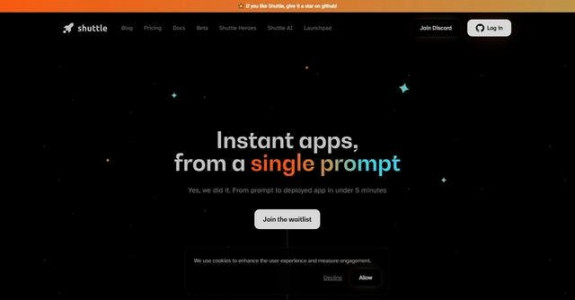 If you like Shuttle, give it a star on github!
shuttle
Blog Pricing Docs Beta Shuttle Heroes Shuttle AI Launchpad
Join Discord
Log In
Instant apps,
from a single prompt
Yes, we did it. From prompt to deployed app in under 5 minutes
Join the waitlist
We use cookies to enhance the user experience and measure engagement.
Decline
Allow